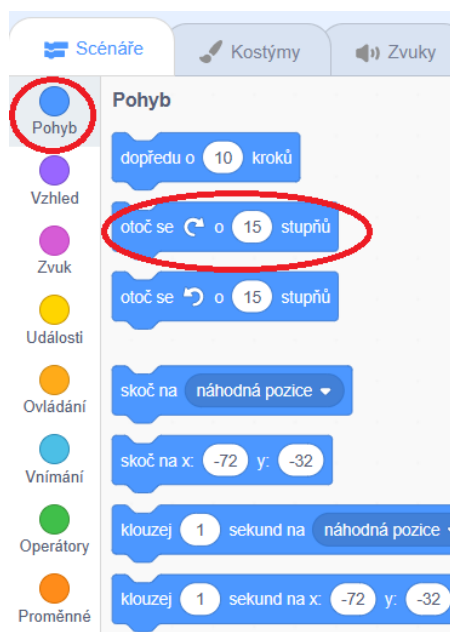 Scénáře
Kostýmy
Zvuky
Pohyb
Vzhled
Zvuk
Události
Ovládání
Vnímání
Operátory
Proměnné
Pohyb
dopředu o 10 kroků
otoč se o 15 stupňů
otoč se o 15 stupňů
skoč na náhodná pozice
skoč na x: -72 y: -32
klouzej 1 sekund na náhodná pozice
klouzej 1 sekund na x: -72 y: -32